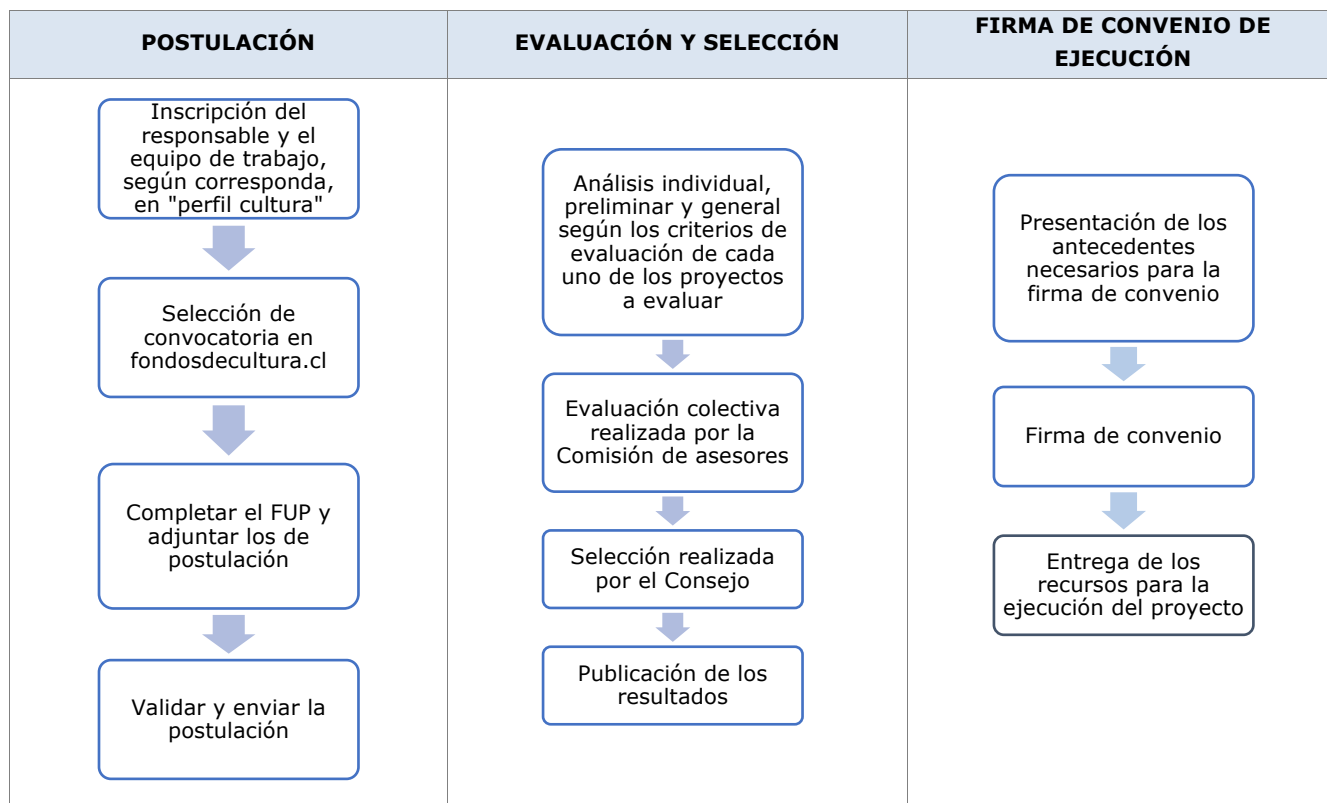 POSTULACIÓN
Inscripción del
responsable y el
equipo de trabajo,
según corresponda,
en "perfil cultura"
Selección de
convocatoria en
fondosdecultura.cl
Completar el FUP y
adjuntar los de
postulación
Validar y enviar la
postulación
EVALUACIÓN Y SELECCIÓN
Análisis individual,
preliminar y general
según los criterios de
evaluación de cada
uno de los proyectos
a evaluar
Evaluación colectiva
realizada por la
Comisión de asesores
Selección realizada
por el Consejo
Publicación de los
resultados
FIRMA DE CONVENIO DE
EJECUCIÓN
Presentación de los
antecedentes
necesarios para la
firma de convenio
Firma de convenio
Entrega de los
recursos para la
ejecución del proyecto